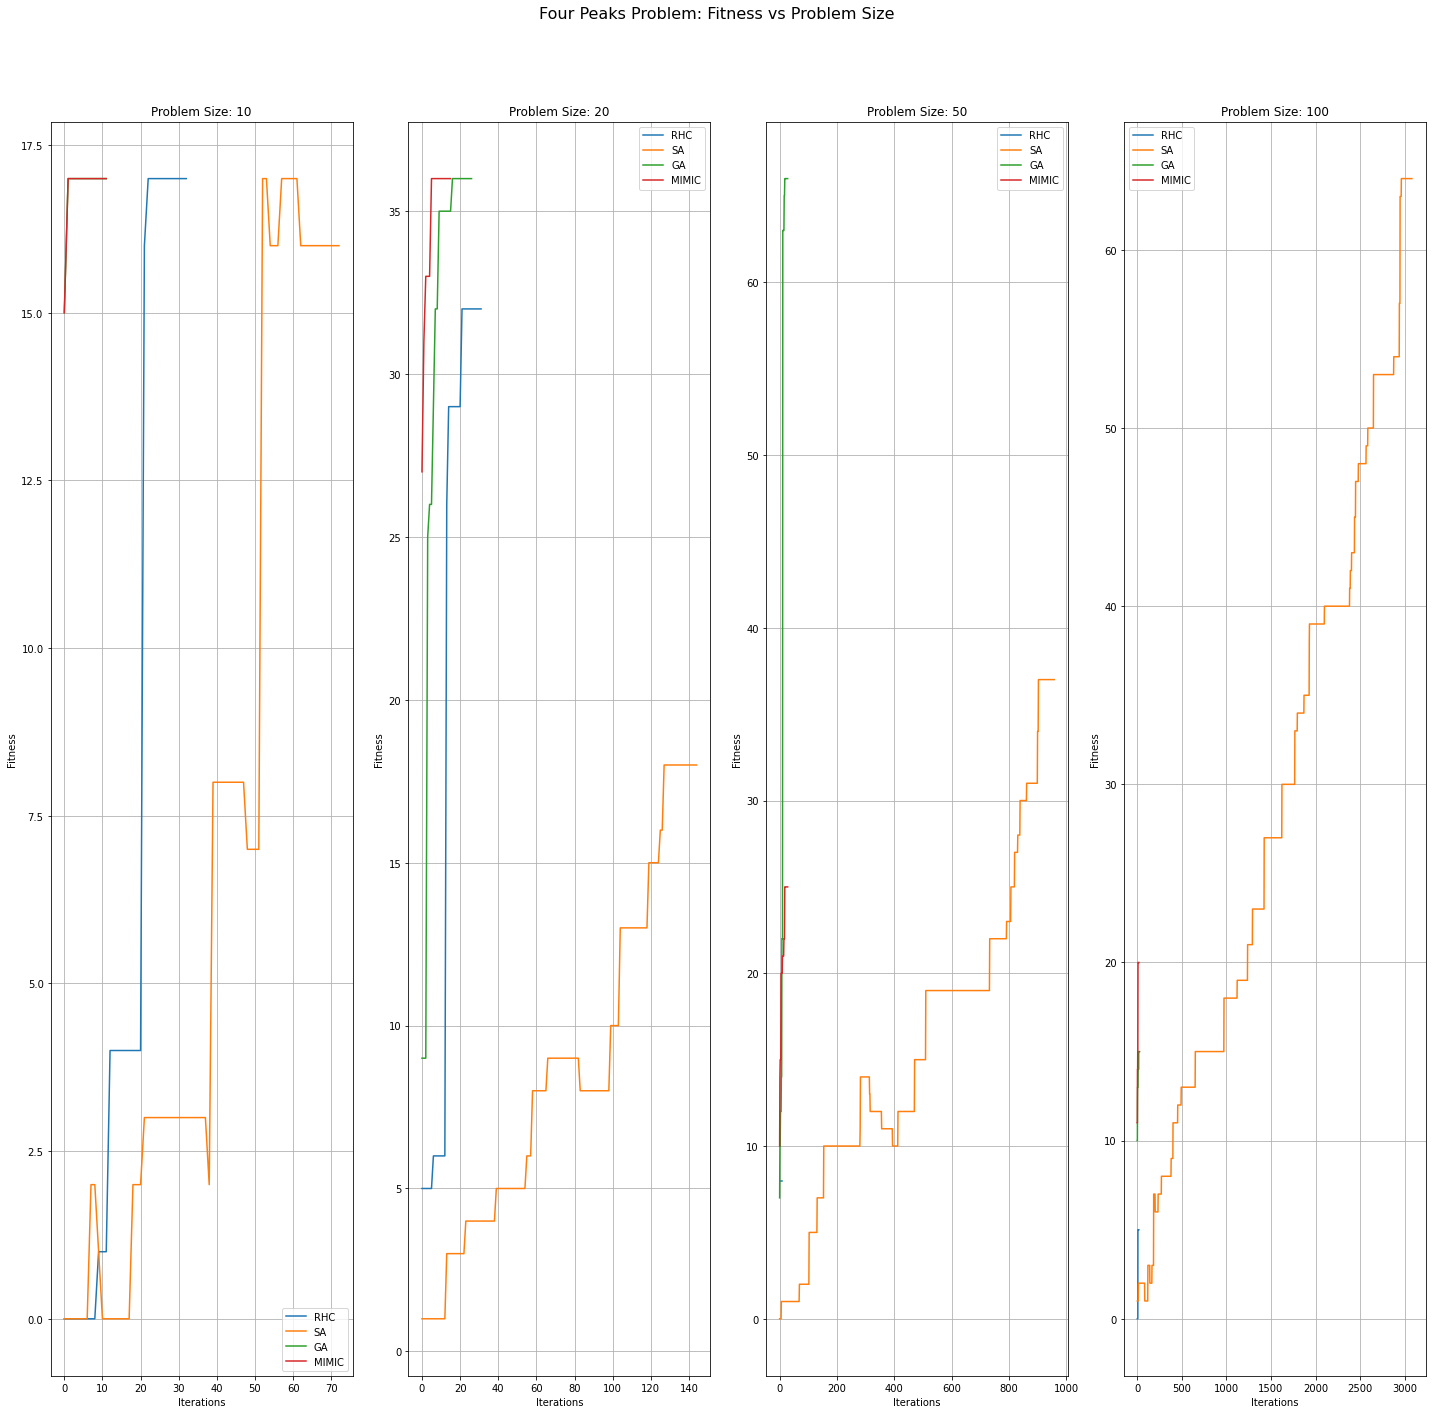 Four Peaks Problem: Fitness vs Problem Size
Problem Size: 10
17.5
15.0
12.5
10.0
7.5
5.0
2.5
0.0
Fitness
0 10 20 30 40 50 60 70
Iterations
RHC
SA
GA
MIMIC
Problem Size: 20
35
30
25
20
15
10
5
0
Fitness
0 20 40 60 80 100 120 140
Iterations
RHC
SA
GA
MIMIC
Problem Size: 50
60
50
40
30
20
10
0
Fitness
0 200 400 600 800 1000
Iterations
RHC
SA
GA
MIMIC
Problem Size: 100
60
50
40
30
20
10
0
Fitness
0 500 1000 1500 2000 2500 3000
Iterations
RHC
SA
GA
MIMIC